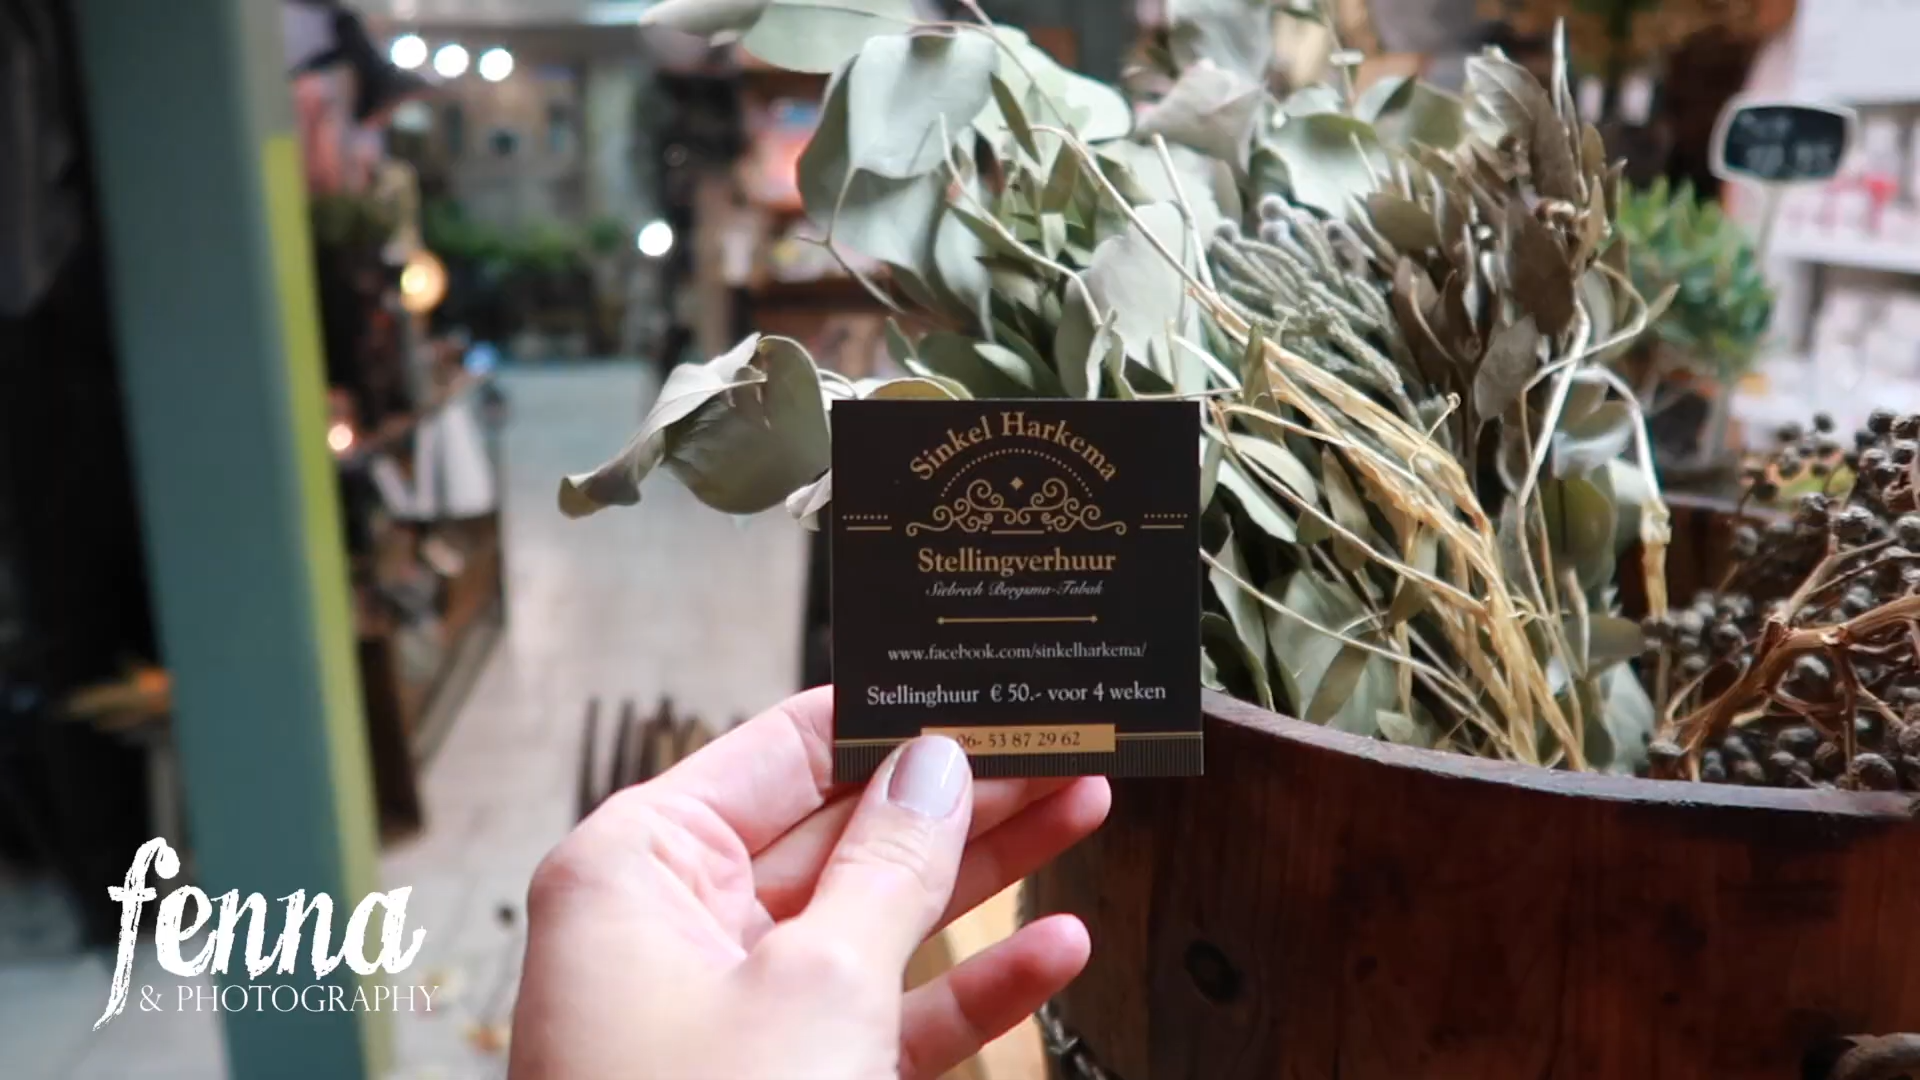 Sinkel Harkema
Stellingverhuur
Siebrech Bergsma-Tabak
www.facebook.com/sinkelharkema/
Stellinghuur € 50.- voor 4 weken
06- 53 87 29 62
fenna
& PHOTOGRAPHY